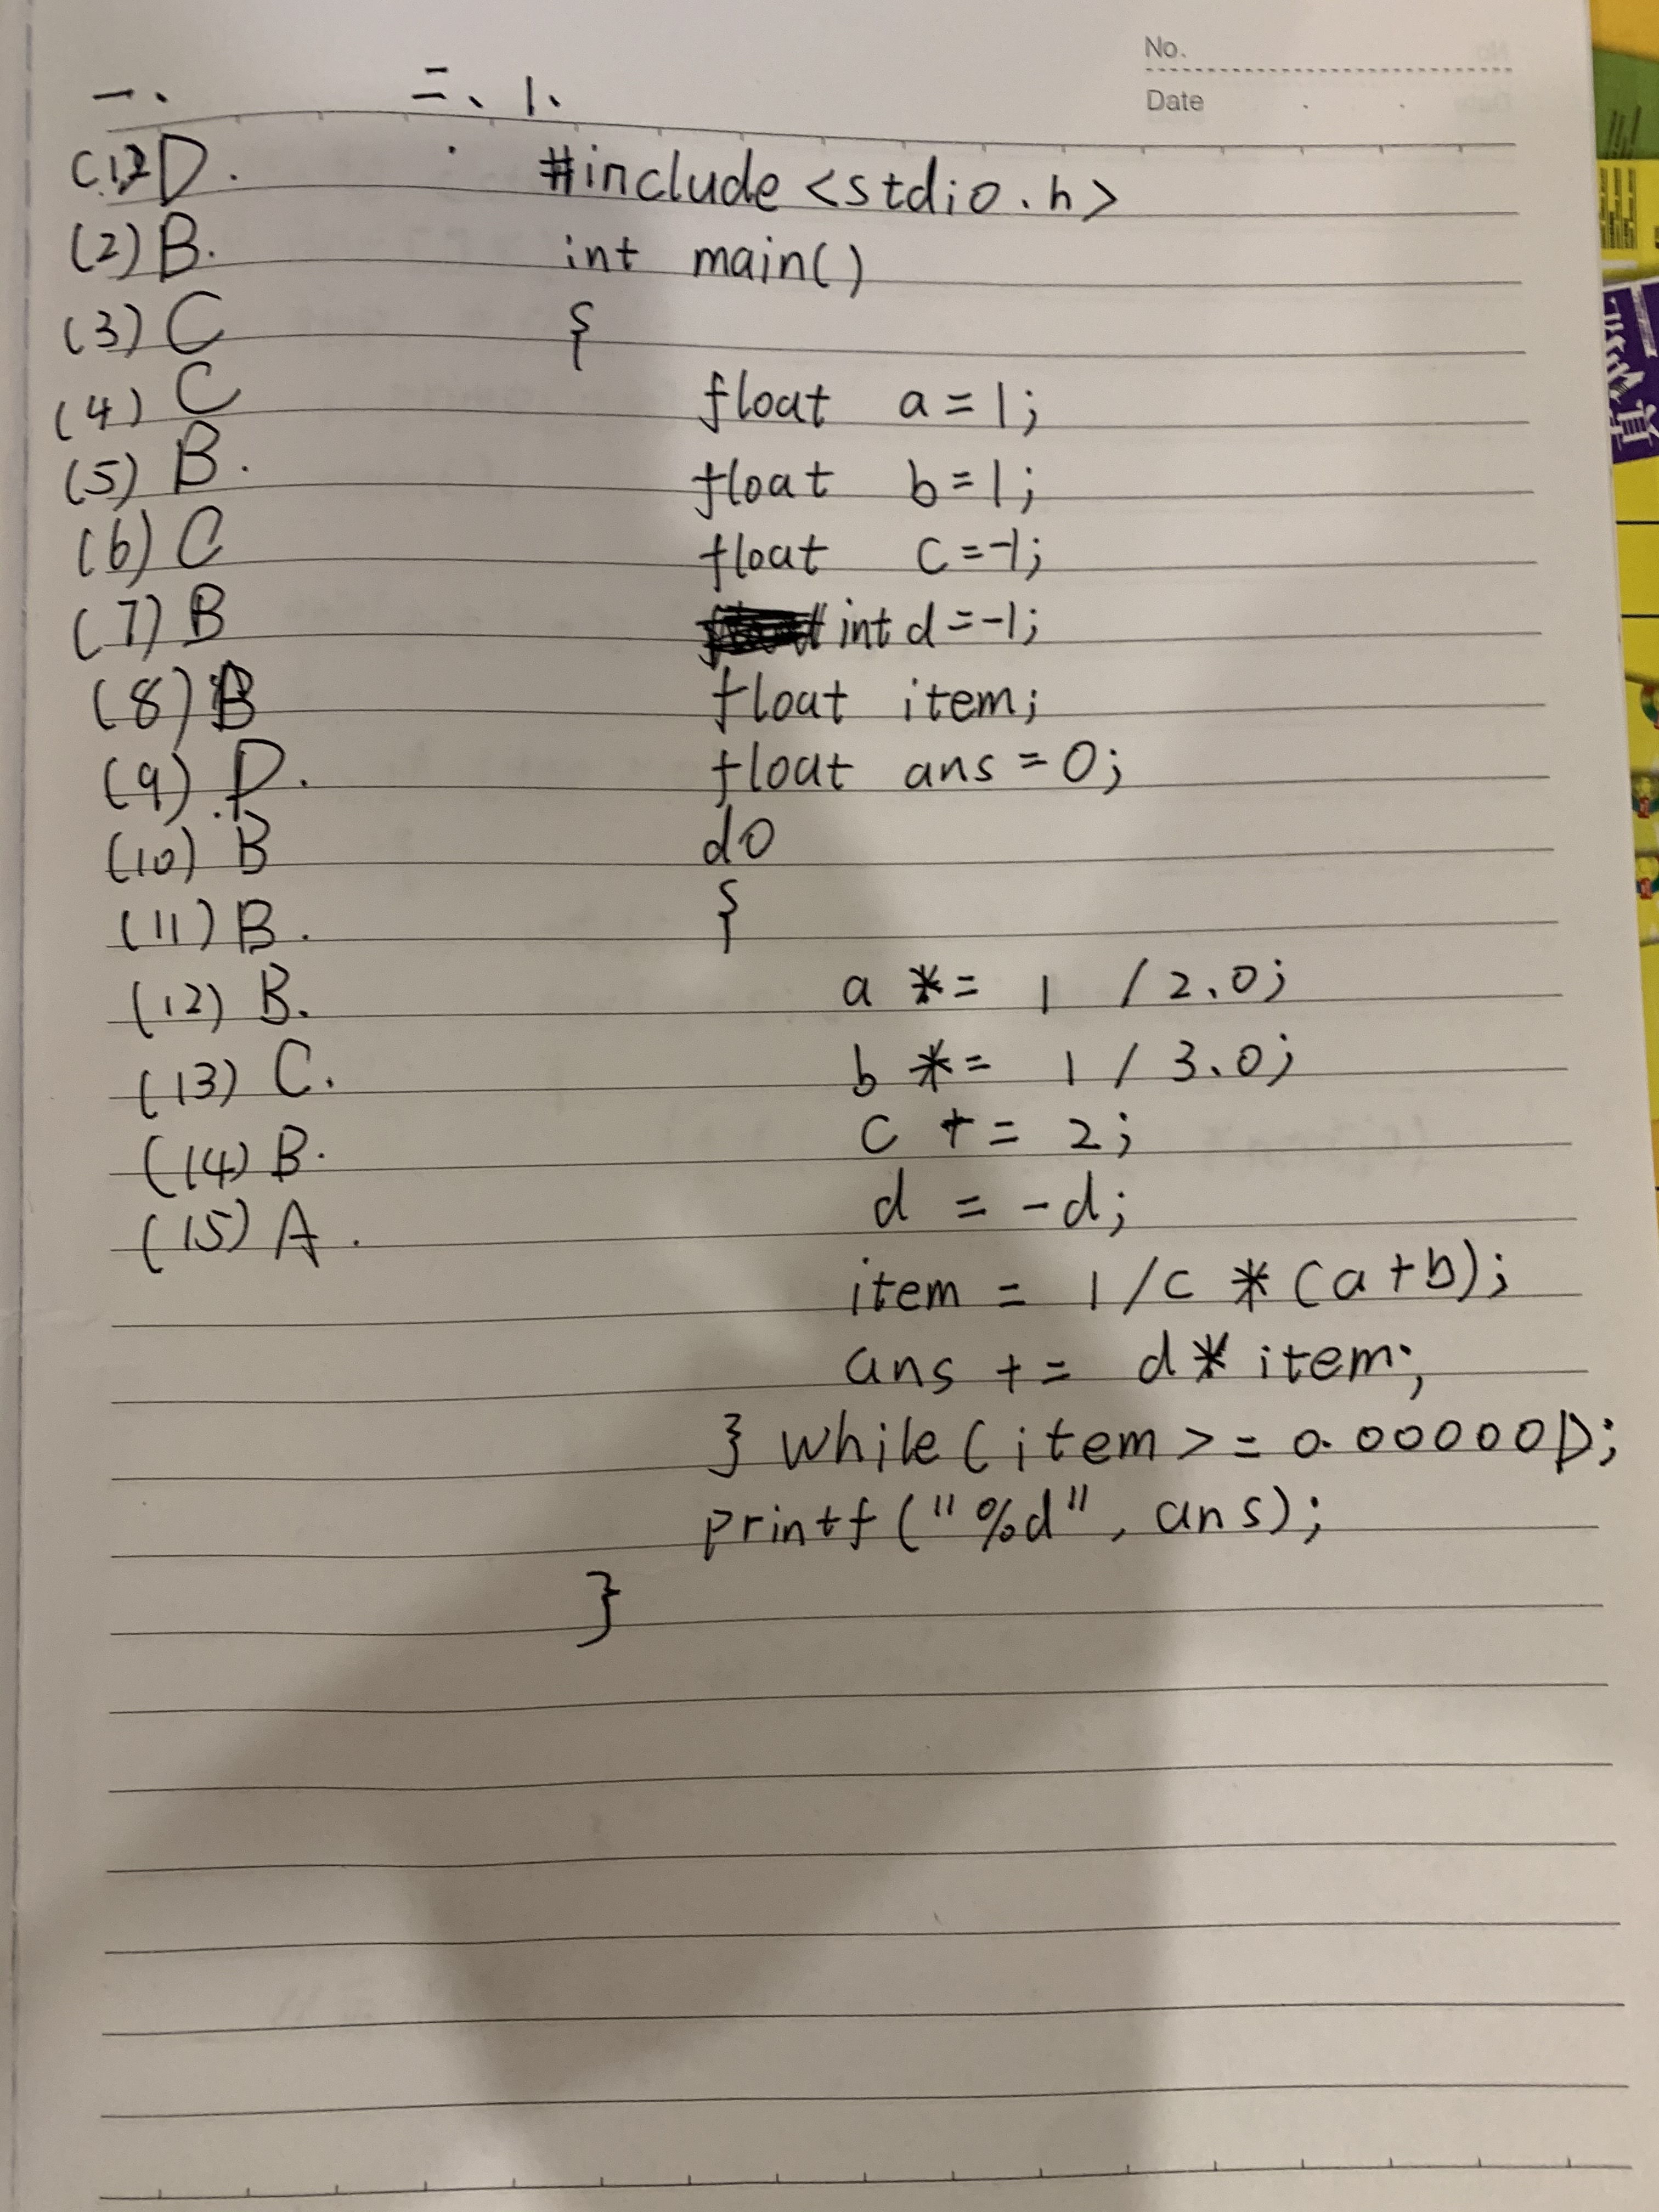 No.
Date
一、
(1) D.
(2) B.
(3) C
(4) C
(5) B.
(6) C
(7) B
(8) B
(9) D.
(10) B
(11) B.
(12) B.
(13) C.
(14) B.
(15) A.
二、1、
#include <stdio.h>
int main()
{
float a=1;
float b=1;
float c=-1;
int d=-1;
float item;
float ans=0;
do
{
a *= 1 / 2.0;
b *= 1 / 3.0;
c += 2;
d = -d;
item = 1/c * (a+b);
ans += d* item;
} while (item >= 0.000001);
printf("%d", ans);
}